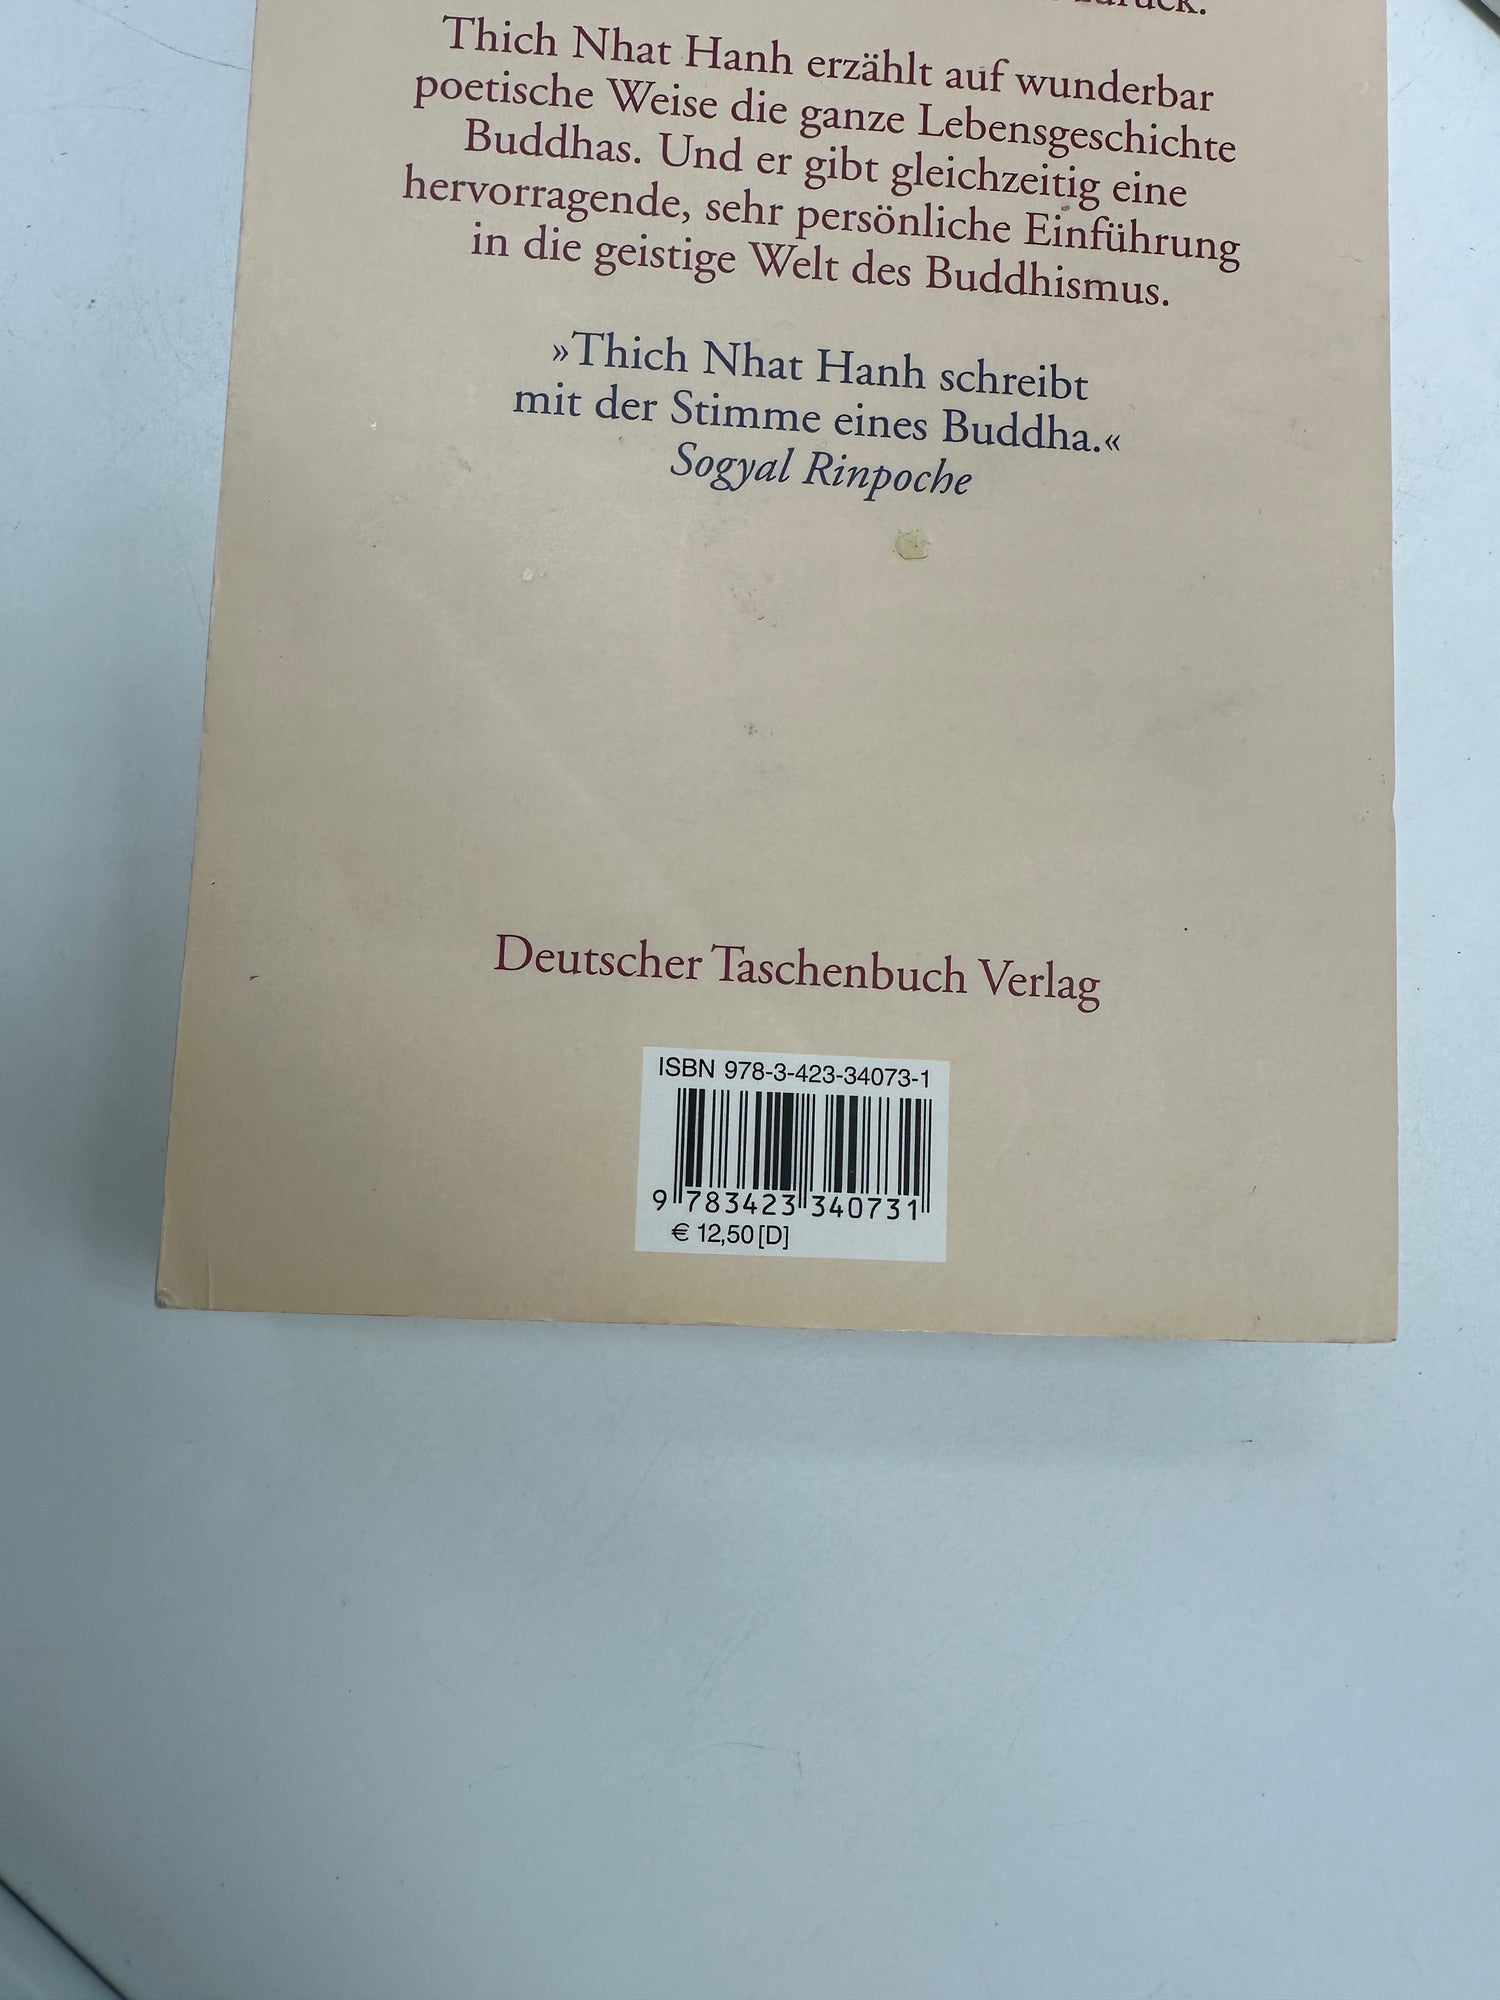 zurück.
Thich Nhat Hanh erzählt auf wunderbar
poetische Weise die ganze Lebensgeschichte
Buddhas. Und er gibt gleichzeitig eine
hervorragende, sehr persönliche Einführung
in die geistige Welt des Buddhismus.
»Thich Nhat Hanh schreibt
mit der Stimme eines Buddha.«
Sogyal Rinpoche
Deutscher Taschenbuch Verlag
ISBN 978-3-423-34073-1
9 783423 340731
€ 12,50 [D]